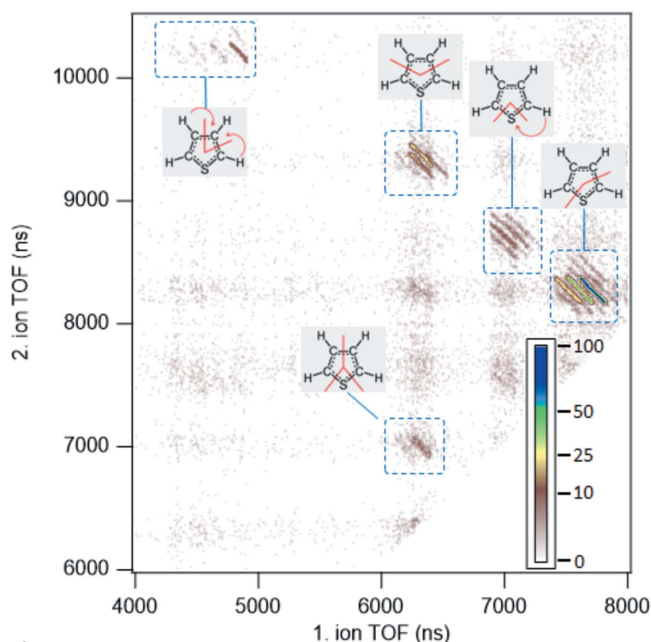 10000
9000
8000
7000
6000
2. ion TOF (ns)
4000 5000 6000 7000 8000
1. ion TOF (ns)
100
50
25
10
0
H H
C C
H C C H
S
H H
C C
H C C H
S
H H
C C
H C C H
S
H H
C C
H C C H
S
H H
C C
H C C H
S